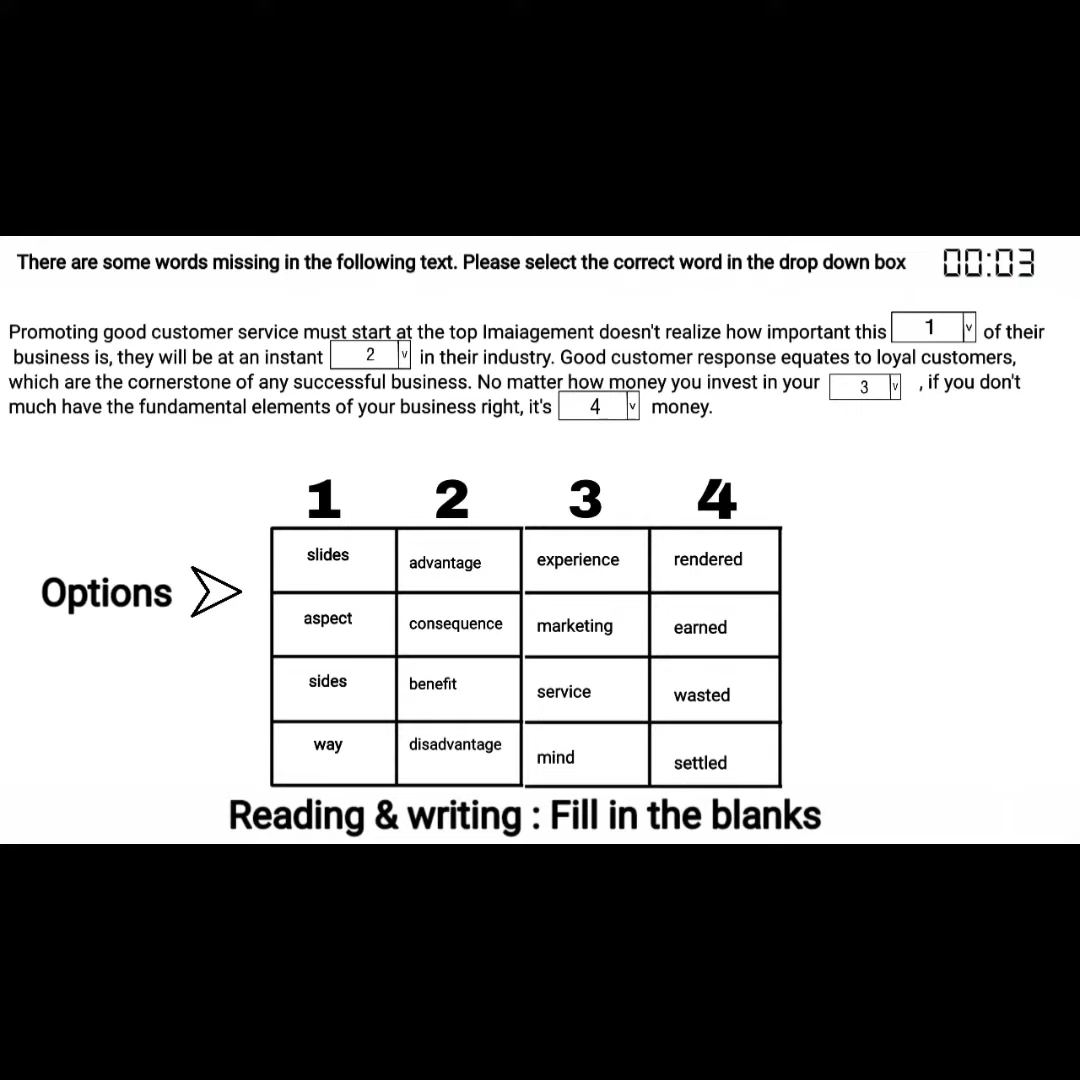 There are some words missing in the following text. Please select the correct word in the drop down box 00:03
Promoting good customer service must start at the top Imaiagement doesn't realize how important this 1 v of their
business is, they will be at an instant 2 v in their industry. Good customer response equates to loyal customers,
which are the cornerstone of any successful business. No matter how money you invest in your 3 v , if you don't
much have the fundamental elements of your business right, it's 4 v money.
1 2 3 4
Options
slides advantage experience rendered
aspect consequence marketing earned
sides benefit service wasted
way disadvantage mind settled
Reading & writing : Fill in the blanks